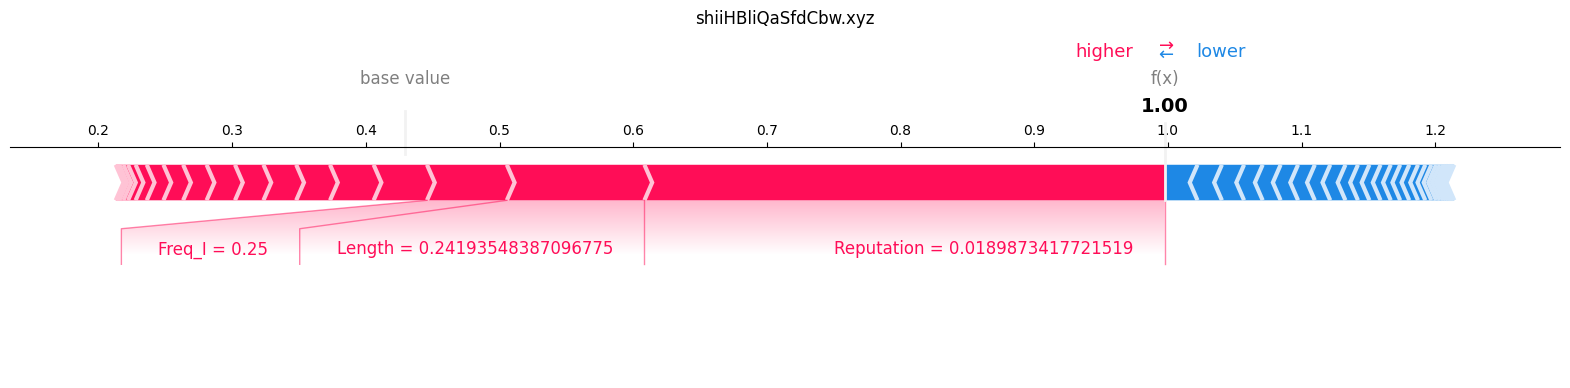 shiiHBliQaSfdCbw.xyz
higher ⇄ lower
base value f(x)
1.00
0.2 0.3 0.4 0.5 0.6 0.7 0.8 0.9 1.0 1.1 1.2
Freq_I = 0.25 Length = 0.24193548387096775 Reputation = 0.0189873417721519